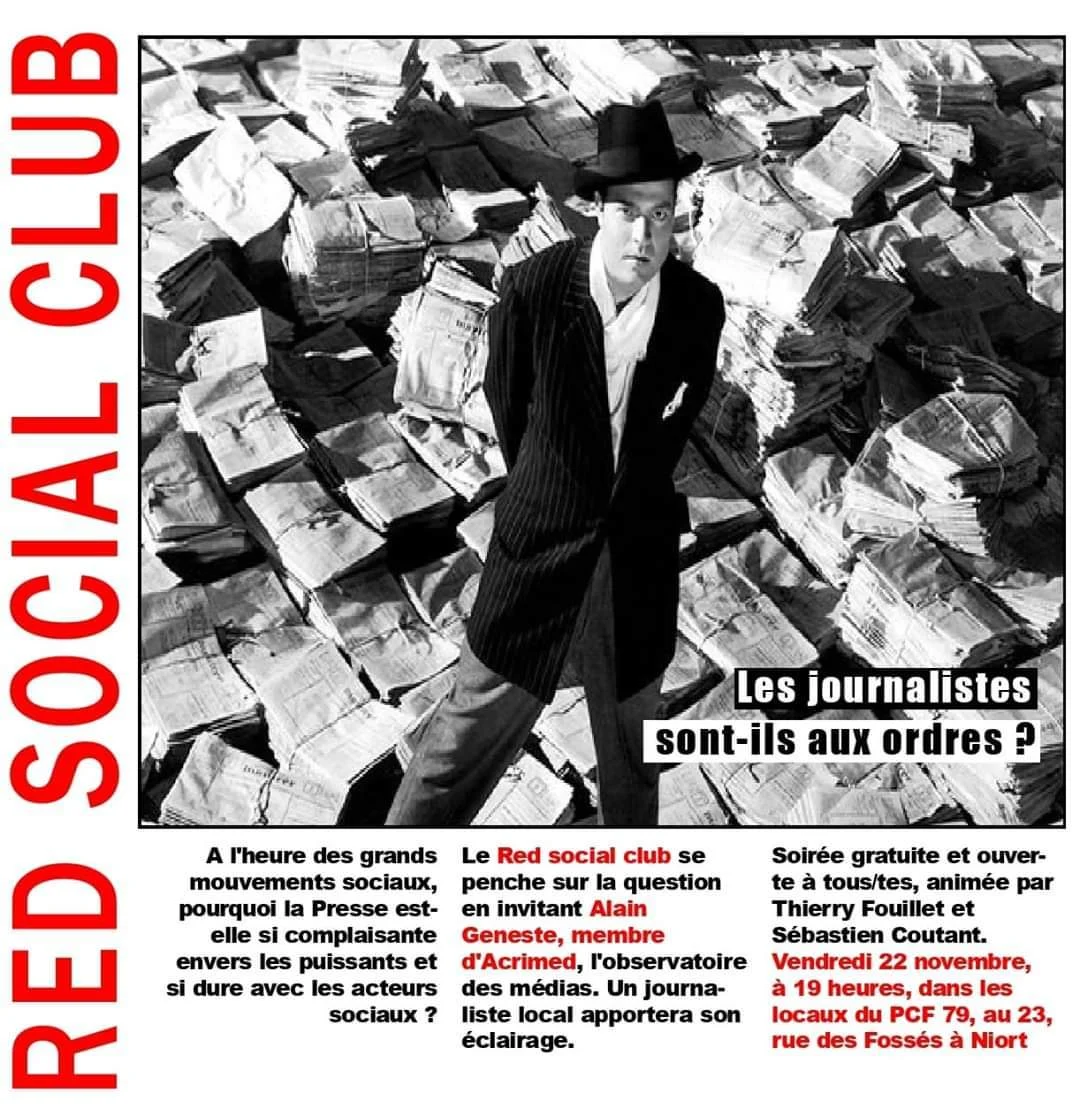 RED SOCIAL CLUB
Les journalistes
sont-ils aux ordres ?
A l'heure des grands
mouvements sociaux,
pourquoi la Presse est-
elle si complaisante
envers les puissants et
si dure avec les acteurs
sociaux ?
Le Red social club se
penche sur la question
en invitant Alain
Geneste, membre
d'Acrimed, l'observatoire
des médias. Un journa-
liste local apportera son
éclairage.
Soirée gratuite et ouver-
te à tous/tes, animée par
Thierry Fouillet et
Sébastien Coutant.
Vendredi 22 novembre,
à 19 heures, dans les
locaux du PCF 79, au 23,
rue des Fossés à Niort